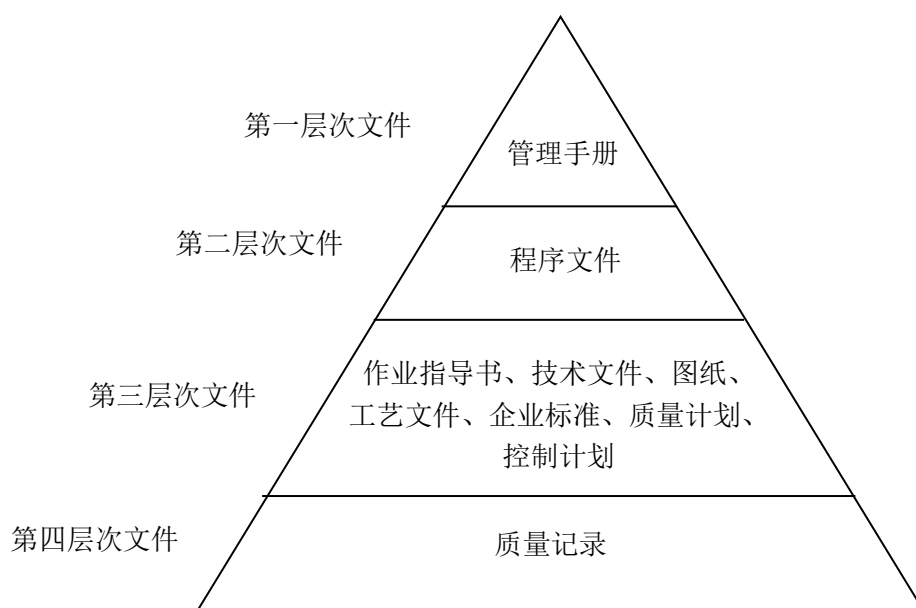 第一层次文件
管理手册
第二层次文件
程序文件
第三层次文件
作业指导书、技术文件、图纸、
工艺文件、企业标准、质量计划、
控制计划
第四层次文件
质量记录